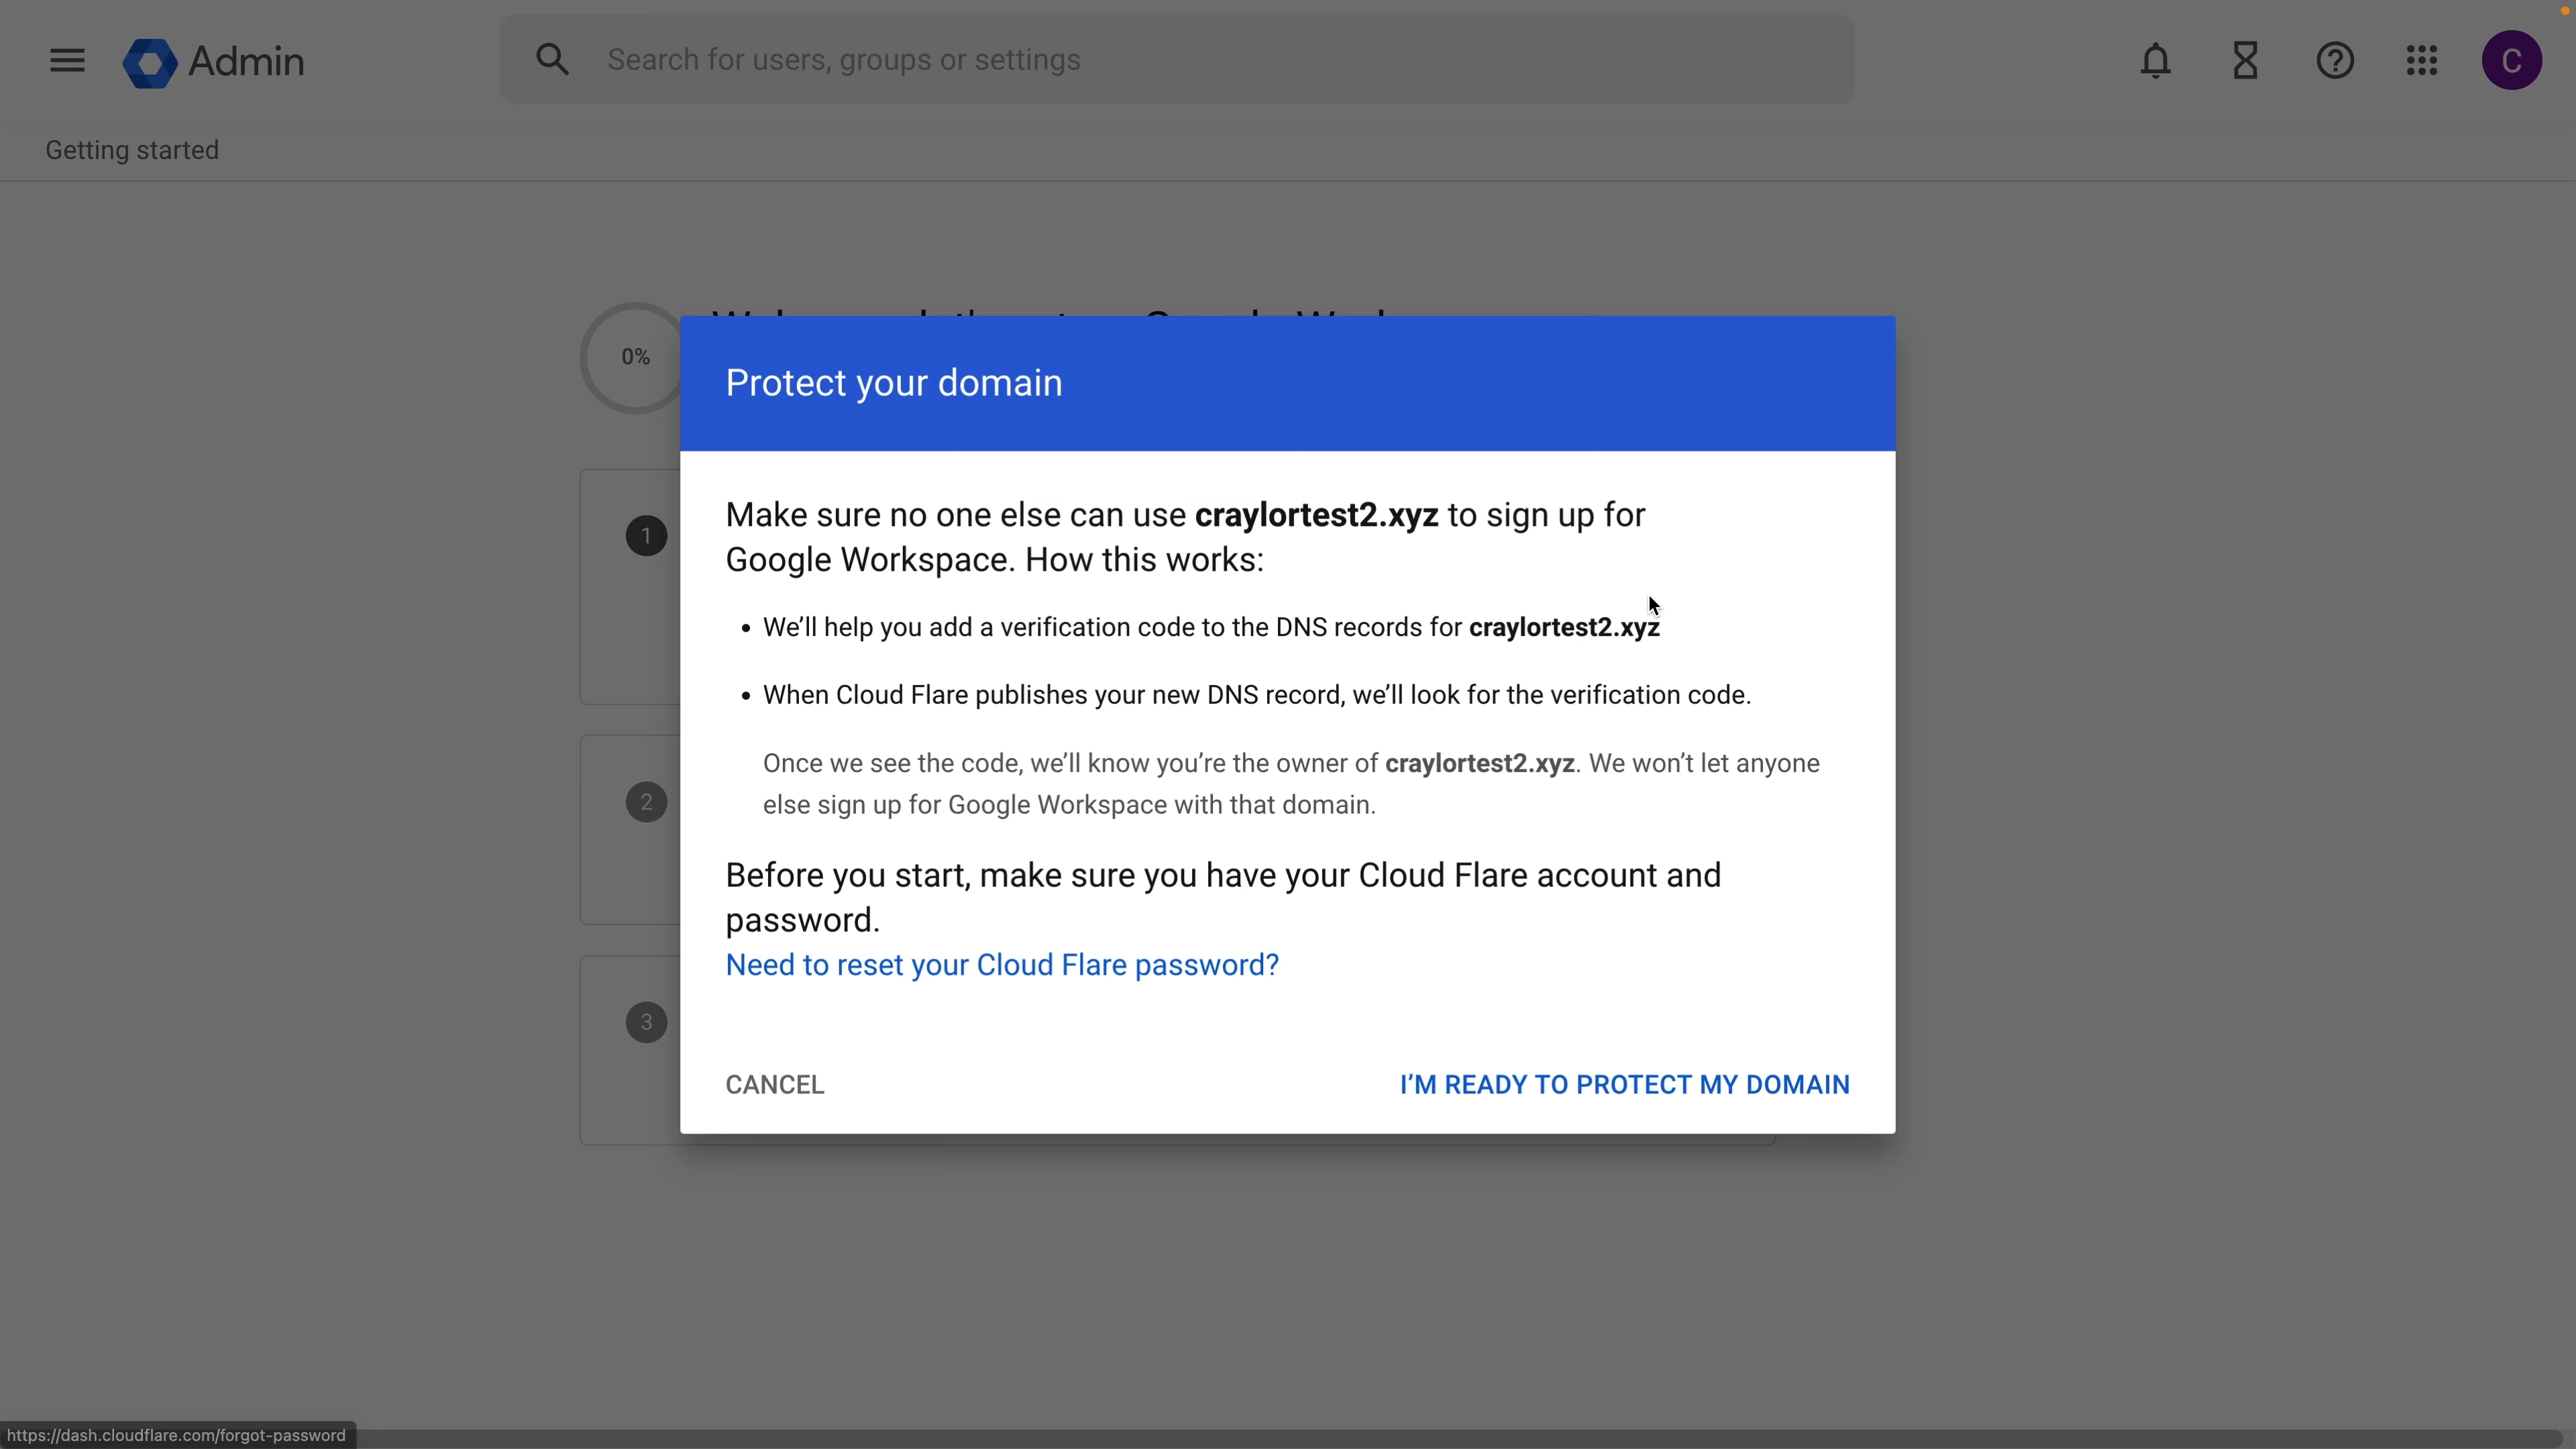 Admin
Search for users, groups or settings
C
Getting started
0%
Protect your domain
Make sure no one else can use craylortest2.xyz to sign up for
Google Workspace. How this works:
• We'll help you add a verification code to the DNS records for craylortest2.xyz
• When Cloud Flare publishes your new DNS record, we'll look for the verification code.
Once we see the code, we'll know you're the owner of craylortest2.xyz. We won't let anyone
else sign up for Google Workspace with that domain.
Before you start, make sure you have your Cloud Flare account and
password.
Need to reset your Cloud Flare password?
CANCEL
I'M READY TO PROTECT MY DOMAIN
1
2
3
https://dash.cloudflare.com/forgot-password